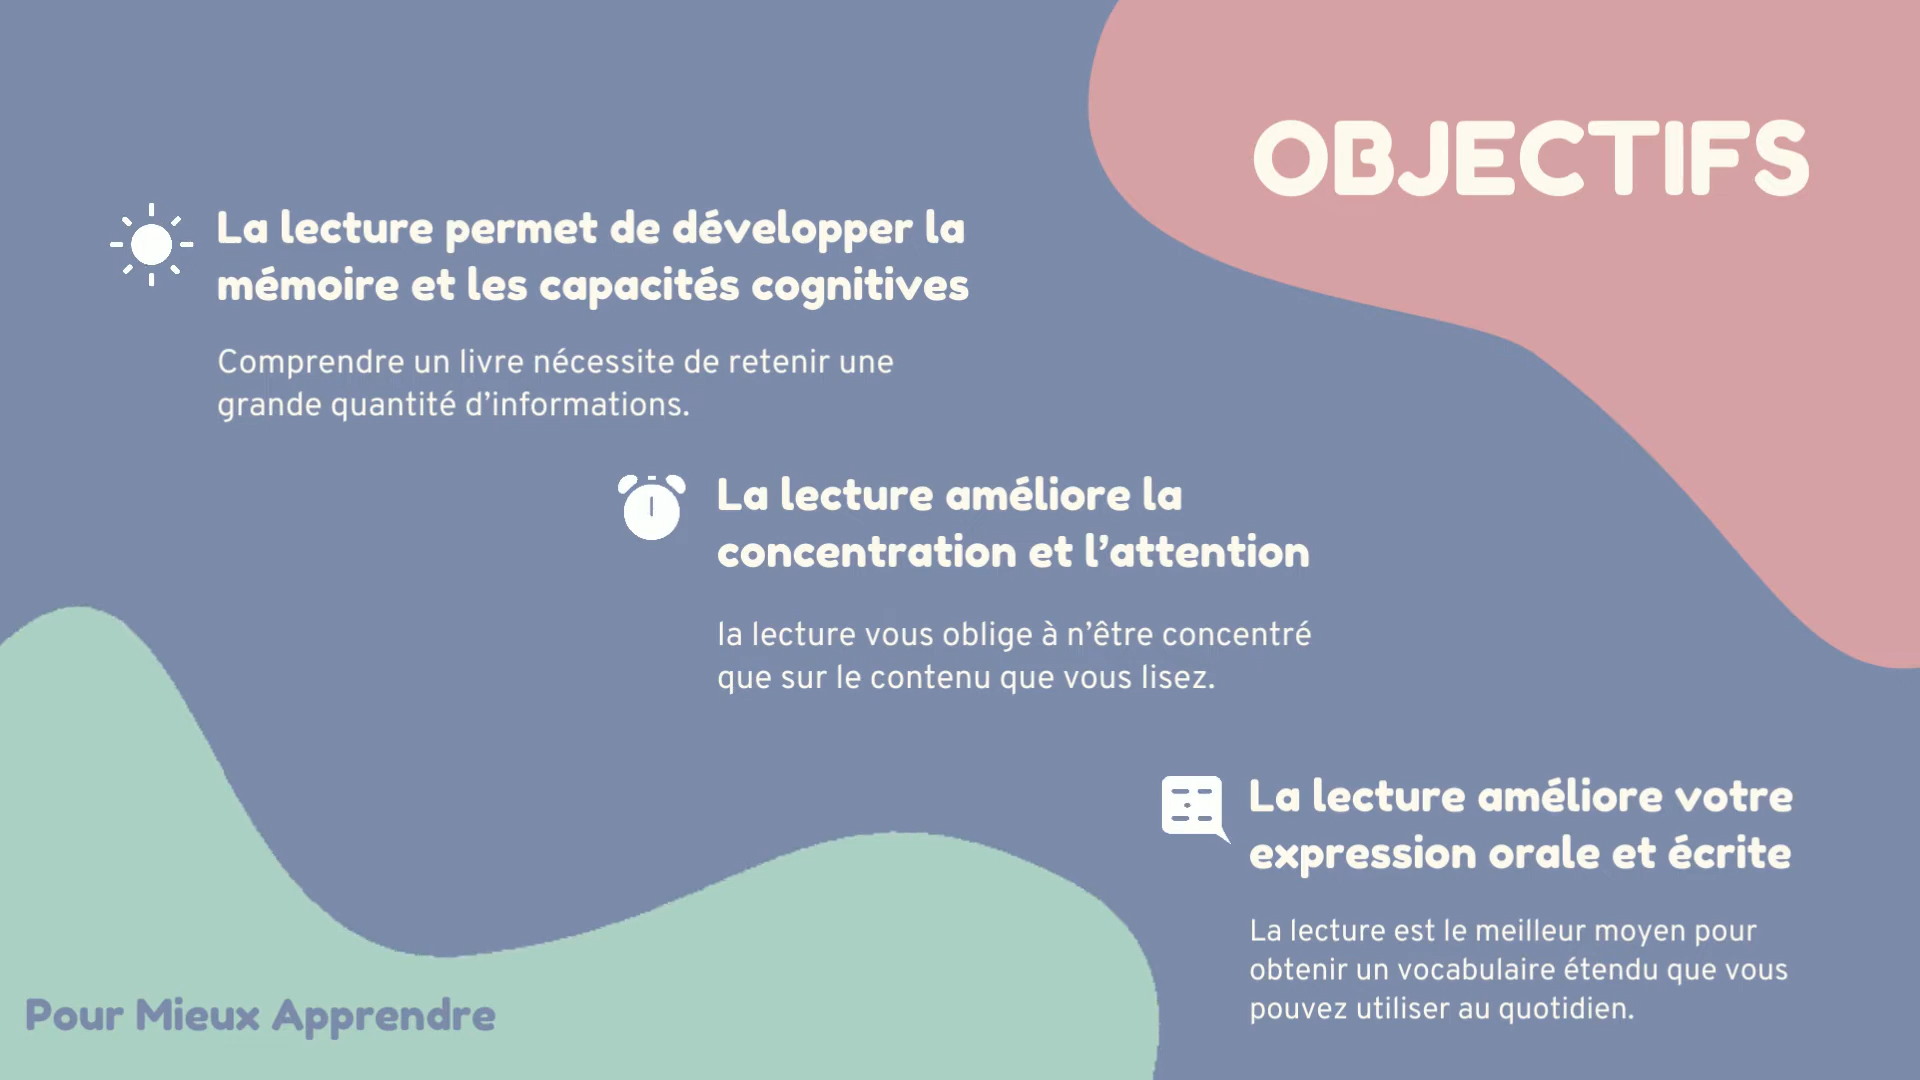 OBJECTIFS
La lecture permet de développer la
mémoire et les capacités cognitives
Comprendre un livre nécessite de retenir une
grande quantité d’informations.
La lecture améliore la
concentration et l’attention
la lecture vous oblige à n’être concentré
que sur le contenu que vous lisez.
La lecture améliore votre
expression orale et écrite
La lecture est le meilleur moyen pour
obtenir un vocabulaire étendu que vous
pouvez utiliser au quotidien.
Pour Mieux Apprendre